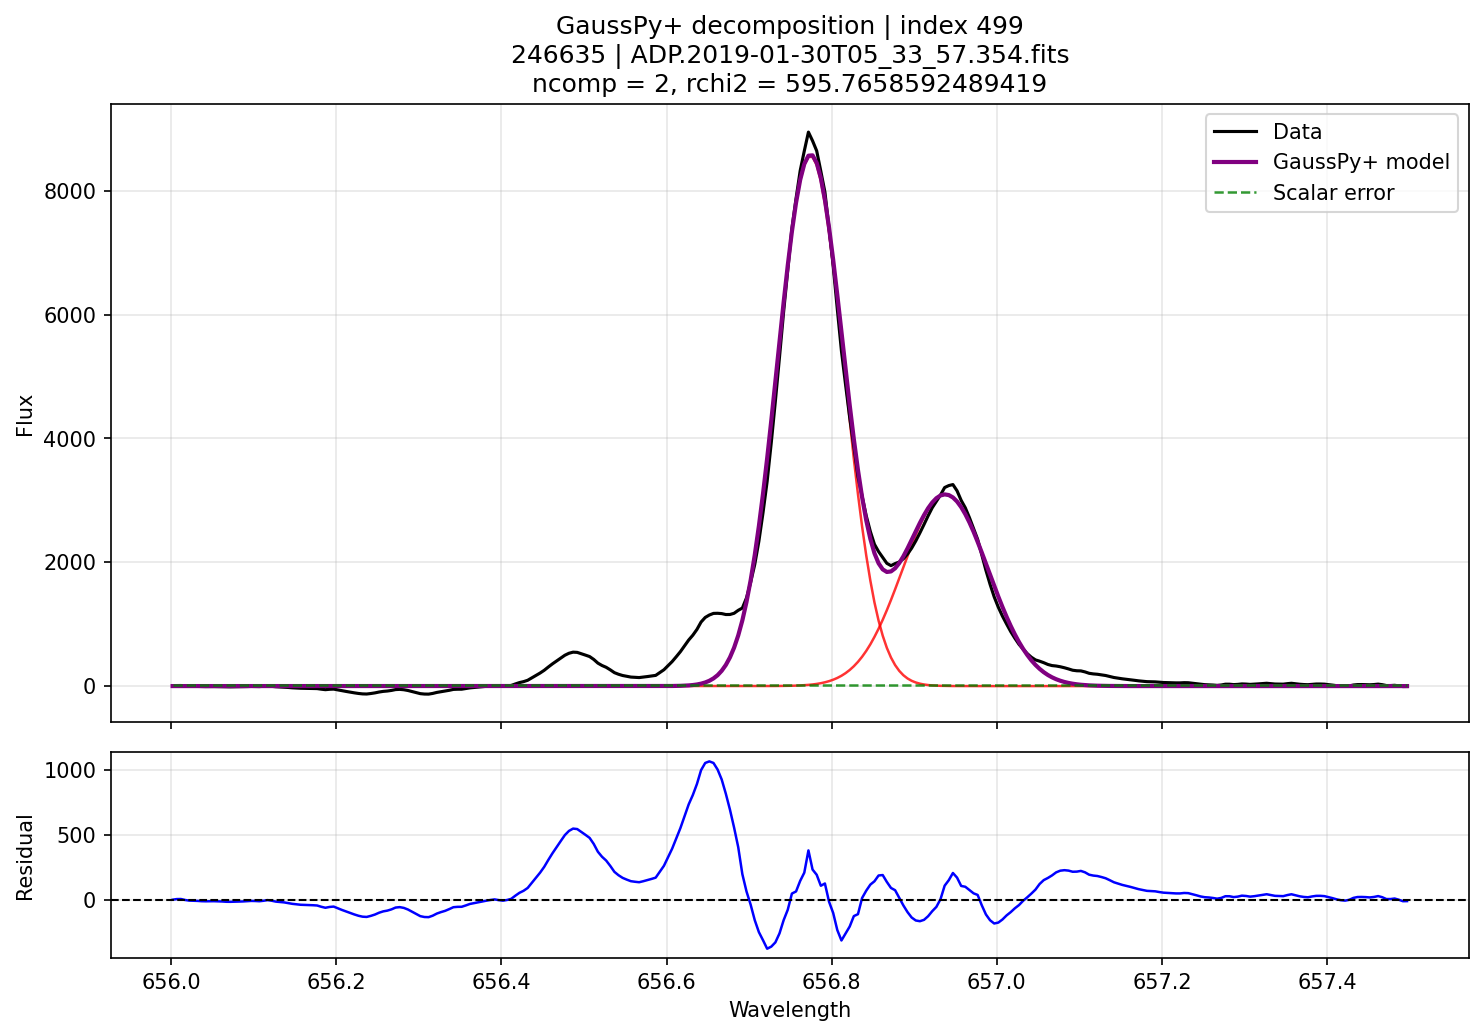 GaussPy+ decomposition | index 499
246635 | ADP.2019-01-30T05_33_57.354.fits
ncomp = 2, rchi2 = 595.7658592489419
Data
GaussPy+ model
Scalar error
8000
6000
4000
2000
0
Flux
1000
500
0
Residual
656.0 656.2 656.4 656.6 656.8 657.0 657.2 657.4
Wavelength